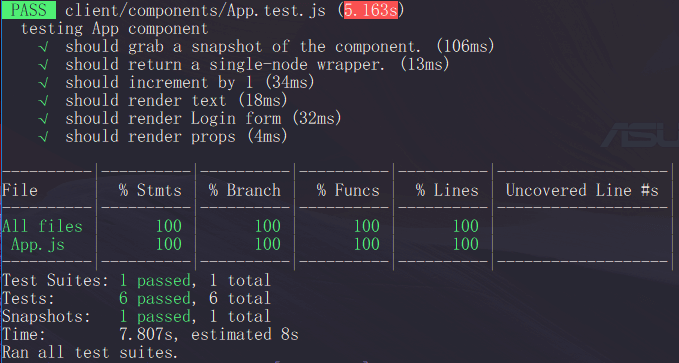 PASS client/components/App.test.js (5.163s)
  testing App component
    √ should grab a snapshot of the component. (106ms)
    √ should return a single-node wrapper. (13ms)
    √ should increment by 1 (34ms)
    √ should render text (18ms)
    √ should render Login form (32ms)
    √ should render props (4ms)
----------|----------|----------|----------|----------|-------------------|
File      |  % Stmts | % Branch |  % Funcs |  % Lines | Uncovered Line #s |
----------|----------|----------|----------|----------|-------------------|
All files |      100 |      100 |      100 |      100 |                   |
 App.js   |      100 |      100 |      100 |      100 |                   |
----------|----------|----------|----------|----------|-------------------|
Test Suites: 1 passed, 1 total
Tests:       6 passed, 6 total
Snapshots:   1 passed, 1 total
Time:        7.807s, estimated 8s
Ran all test suites.